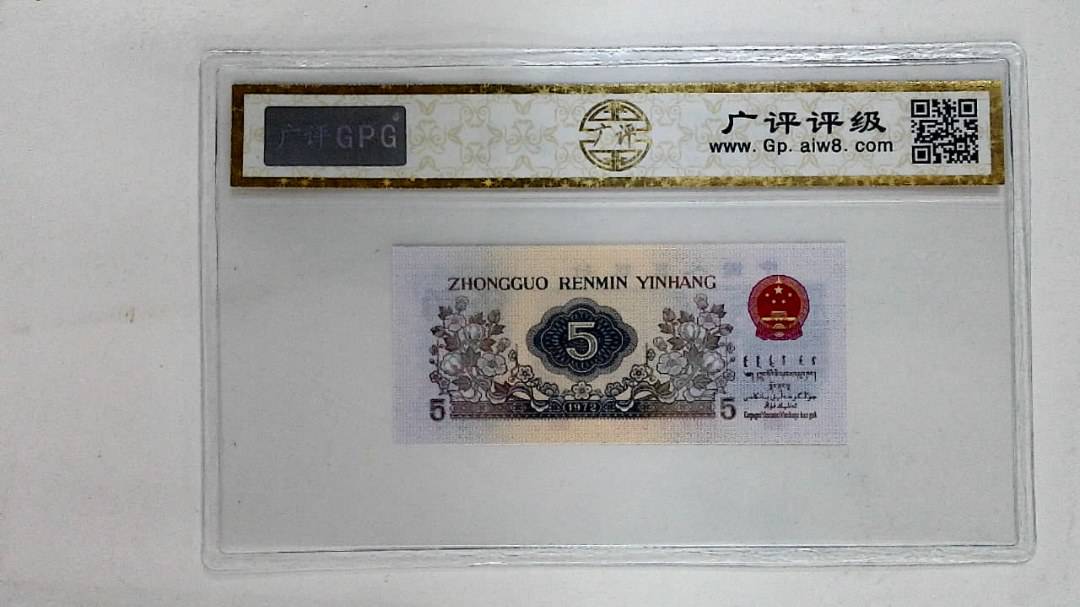 广评GPG
广评
广评评级
www.Gp.aiw8.com
ZHONGGUO RENMIN YINHANG
5
5
1972
5